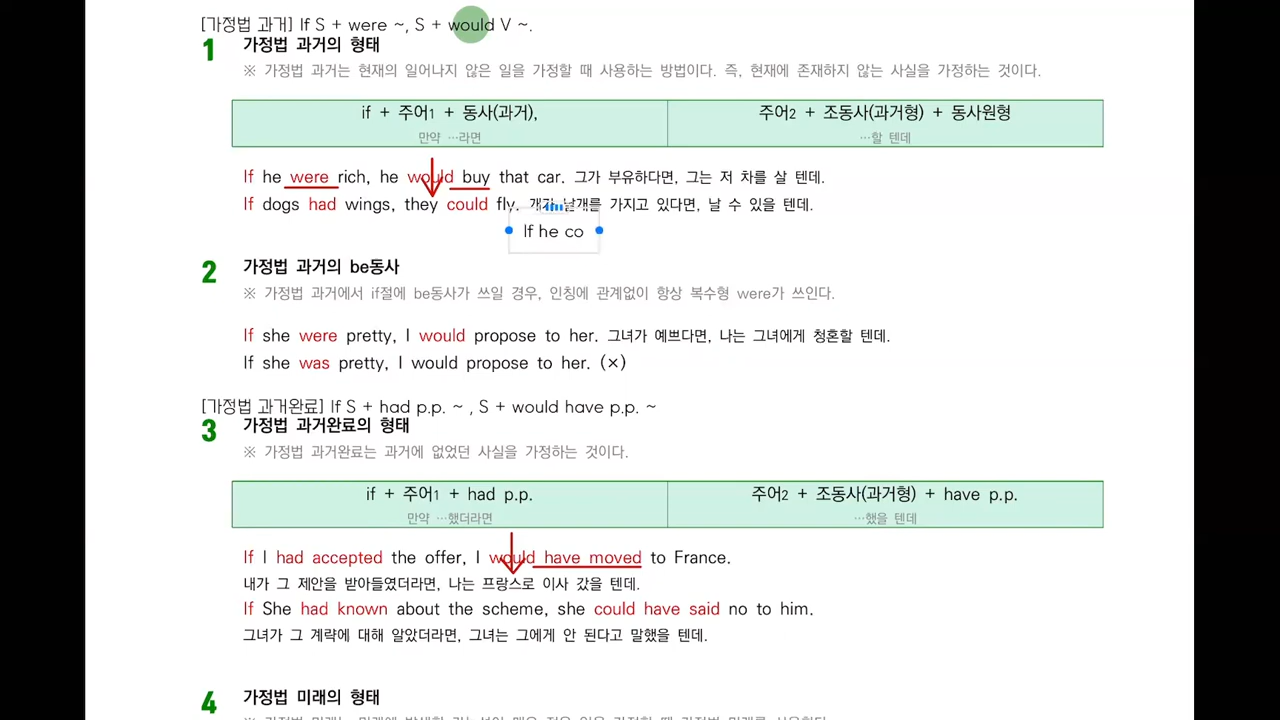 [가정법 과거] If S + were ~, S + would V ~.
1 가정법 과거의 형태
※ 가정법 과거는 현재의 일어나지 않은 일을 가정할 때 사용하는 방법이다. 즉, 현재에 존재하지 않는 사실을 가정하는 것이다.
if + 주어1 + 동사(과거), 주어2 + 조동사(과거형) + 동사원형
만약 …라면 …할 텐데
If he were rich, he would buy that car. 그가 부유하다면, 그는 저 차를 살 텐데.
If dogs had wings, they could fly. 개가 날개를 가지고 있다면, 날 수 있을 텐데.
If he co
2 가정법 과거의 be동사
※ 가정법 과거에서 if절에 be동사가 쓰일 경우, 인칭에 관계없이 항상 복수형 were가 쓰인다.
If she were pretty, I would propose to her. 그녀가 예쁘다면, 나는 그녀에게 청혼할 텐데.
If she was pretty, I would propose to her. (×)
[가정법 과거완료] If S + had p.p. ~ , S + would have p.p. ~
3 가정법 과거완료의 형태
※ 가정법 과거완료는 과거에 없었던 사실을 가정하는 것이다.
if + 주어1 + had p.p. 주어2 + 조동사(과거형) + have p.p.
만약 …했더라면 …했을 텐데
If I had accepted the offer, I would have moved to France.
내가 그 제안을 받아들였더라면, 나는 프랑스로 이사 갔을 텐데.
If She had known about the scheme, she could have said no to him.
그녀가 그 계략에 대해 알았더라면, 그녀는 그에게 안 된다고 말했을 텐데.
4 가정법 미래의 형태